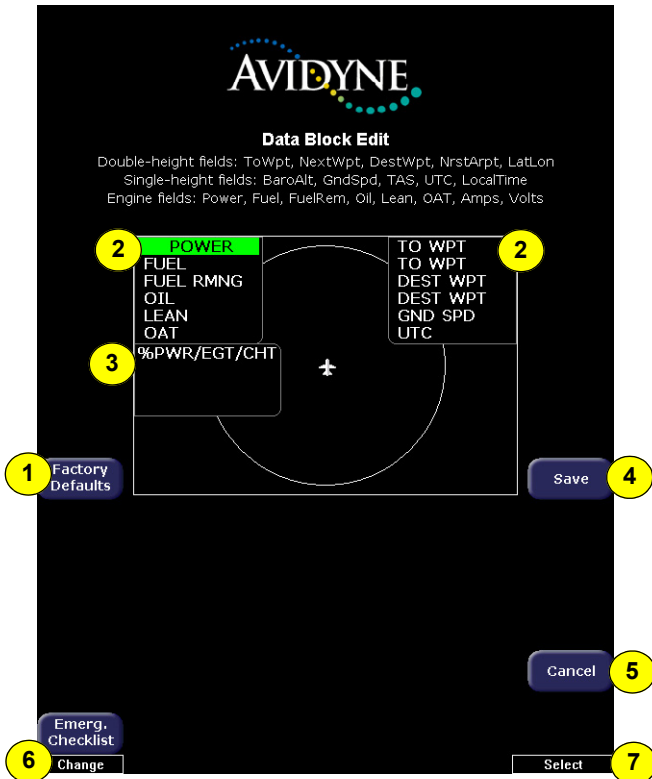 AVIDYNE
Data Block Edit
Double-height fields: ToWpt, NextWpt, DestWpt, NrstArpt, LatLon
Single-height fields: BaroAlt, GndSpd, TAS, UTC, LocalTime
Engine fields: Power, Fuel, FuelRem, Oil, Lean, OAT, Amps, Volts
2
POWER
FUEL
FUEL RMNG
OIL
LEAN
OAT
TO WPT
TO WPT
DEST WPT
DEST WPT
GND SPD
UTC
2
3
%PWR/EGT/CHT
1
Factory
Defaults
Save
4
Cancel
5
Emerg.
Checklist
6
Change
Select
7